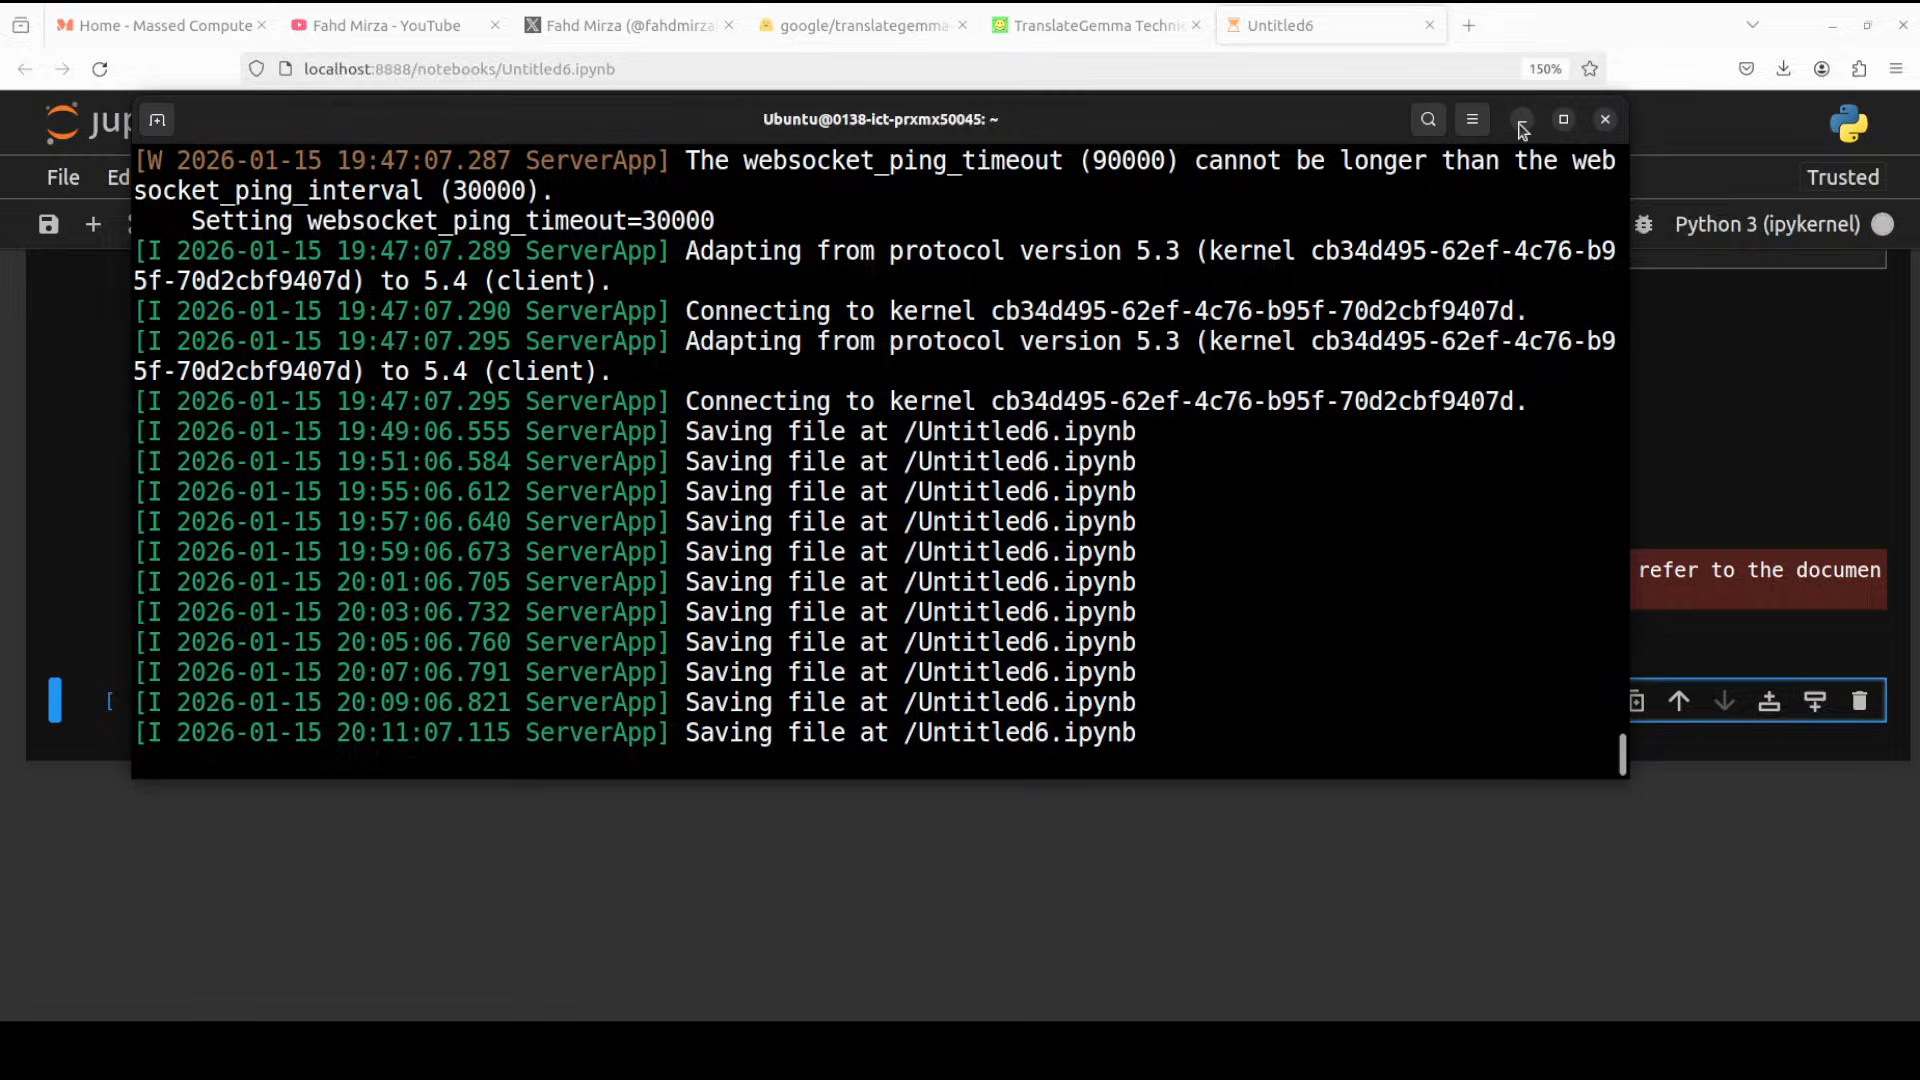 Home - Massed Compute
Fahd Mirza - YouTube
Fahd Mirza (@fahdmirza
google/translategemma
TranslateGemma Techni
Untitled6
localhost:8888/notebooks/Untitled6.ipynb
150%
jup
Ubuntu@0138-ict-prxmx50045: ~
File
Ed
Trusted
Python 3 (ipykernel)
[W 2026-01-15 19:47:07.287 ServerApp] The websocket_ping_timeout (90000) cannot be longer than the web
socket_ping_interval (30000).
Setting websocket_ping_timeout=30000
[I 2026-01-15 19:47:07.289 ServerApp] Adapting from protocol version 5.3 (kernel cb34d495-62ef-4c76-b9
5f-70d2cbf9407d) to 5.4 (client).
[I 2026-01-15 19:47:07.290 ServerApp] Connecting to kernel cb34d495-62ef-4c76-b95f-70d2cbf9407d.
[I 2026-01-15 19:47:07.295 ServerApp] Adapting from protocol version 5.3 (kernel cb34d495-62ef-4c76-b9
5f-70d2cbf9407d) to 5.4 (client).
[I 2026-01-15 19:47:07.295 ServerApp] Connecting to kernel cb34d495-62ef-4c76-b95f-70d2cbf9407d.
[I 2026-01-15 19:49:06.555 ServerApp] Saving file at /Untitled6.ipynb
[I 2026-01-15 19:51:06.584 ServerApp] Saving file at /Untitled6.ipynb
[I 2026-01-15 19:55:06.612 ServerApp] Saving file at /Untitled6.ipynb
[I 2026-01-15 19:57:06.640 ServerApp] Saving file at /Untitled6.ipynb
[I 2026-01-15 19:59:06.673 ServerApp] Saving file at /Untitled6.ipynb
[I 2026-01-15 20:01:06.705 ServerApp] Saving file at /Untitled6.ipynb
[I 2026-01-15 20:03:06.732 ServerApp] Saving file at /Untitled6.ipynb
[I 2026-01-15 20:05:06.760 ServerApp] Saving file at /Untitled6.ipynb
[I 2026-01-15 20:07:06.791 ServerApp] Saving file at /Untitled6.ipynb
[I 2026-01-15 20:09:06.821 ServerApp] Saving file at /Untitled6.ipynb
[I 2026-01-15 20:11:07.115 ServerApp] Saving file at /Untitled6.ipynb
refer to the documen
[